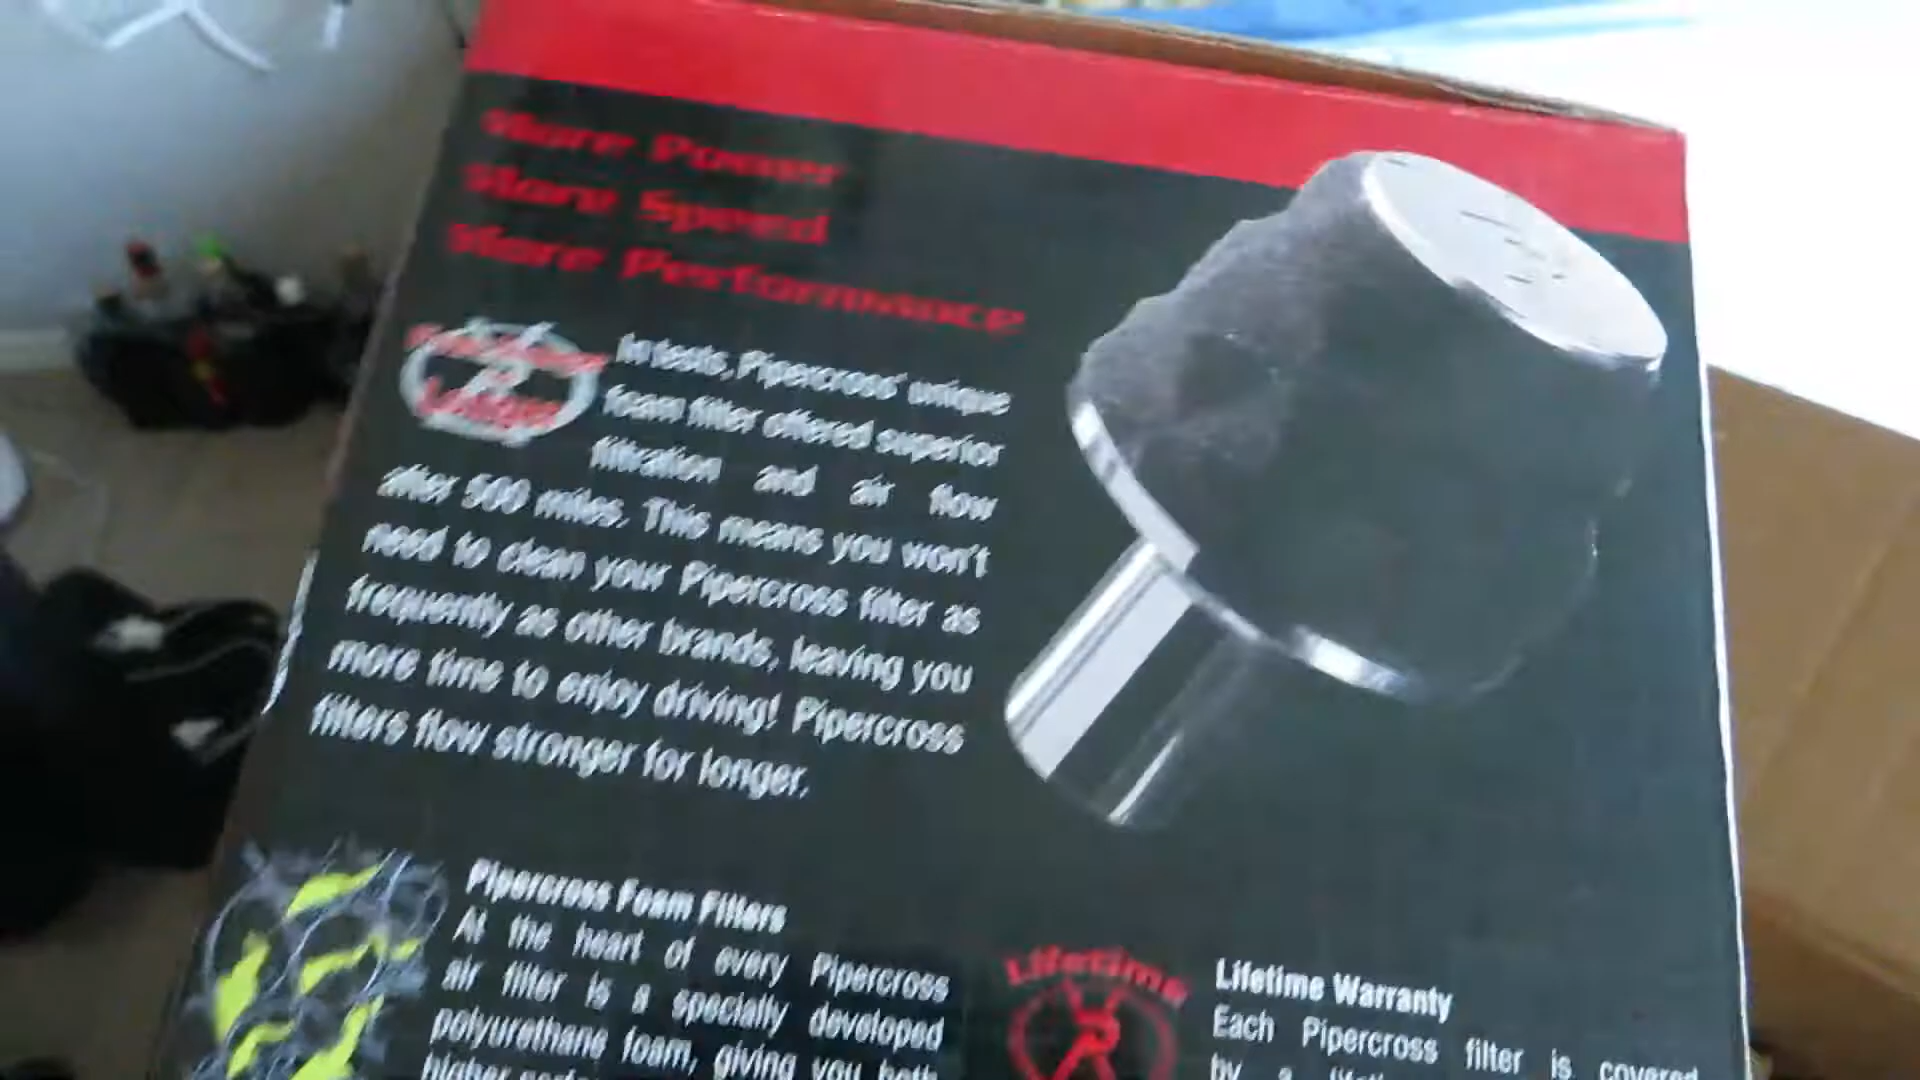 More Power
More Speed
More Performance
In tests, Pipercross' unique
foam filter offered superior
filtration and air flow
after 500 miles. This means you won't
need to clean your Pipercross filter as
frequently as other brands, leaving you
more time to enjoy driving! Pipercross
filters flow stronger for longer.
Pipercross Foam Filters
At the heart of every Pipercross
air filter is a specially developed
polyurethane foam, giving you both
higher
Lifetime
Lifetime Warranty
Each Pipercross filter is covered
by a